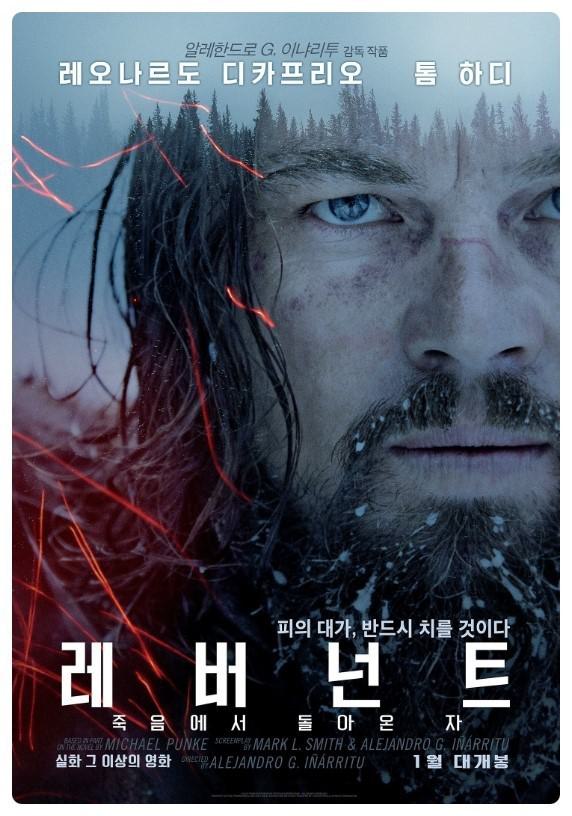 알레한드로 G. 이냐리투 감독 작품
레오나르도 디카프리오 톰 하디
피의 대가, 반드시 치를 것이다
레버넌트
죽음에서 돌아온 자
BASED IN PART ON THE NOVEL BY MICHAEL PUNKE SCREENPLAY BY MARK L. SMITH & ALEJANDRO G. IÑÁRRITU
실화 그 이상의 영화 DIRECTED BY ALEJANDRO G. IÑÁRRITU 1월 대개봉